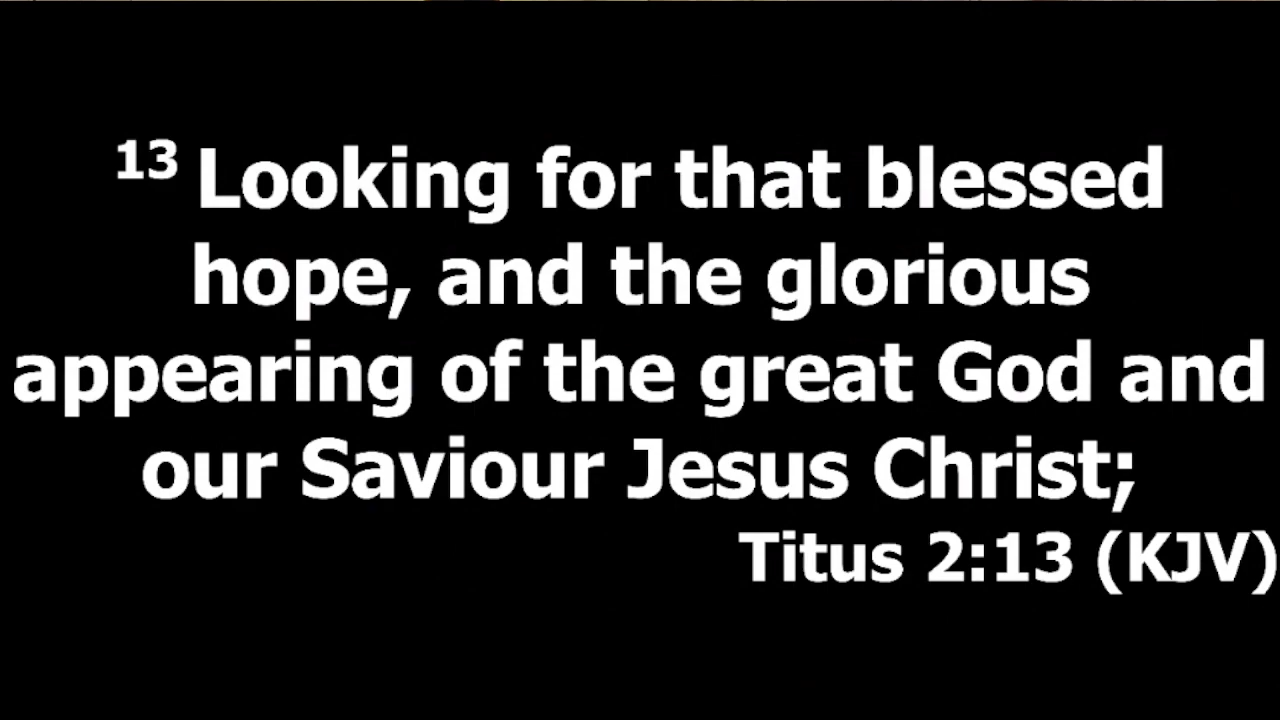 13 Looking for that blessed
hope, and the glorious
appearing of the great God and
our Saviour Jesus Christ;
Titus 2:13 (KJV)